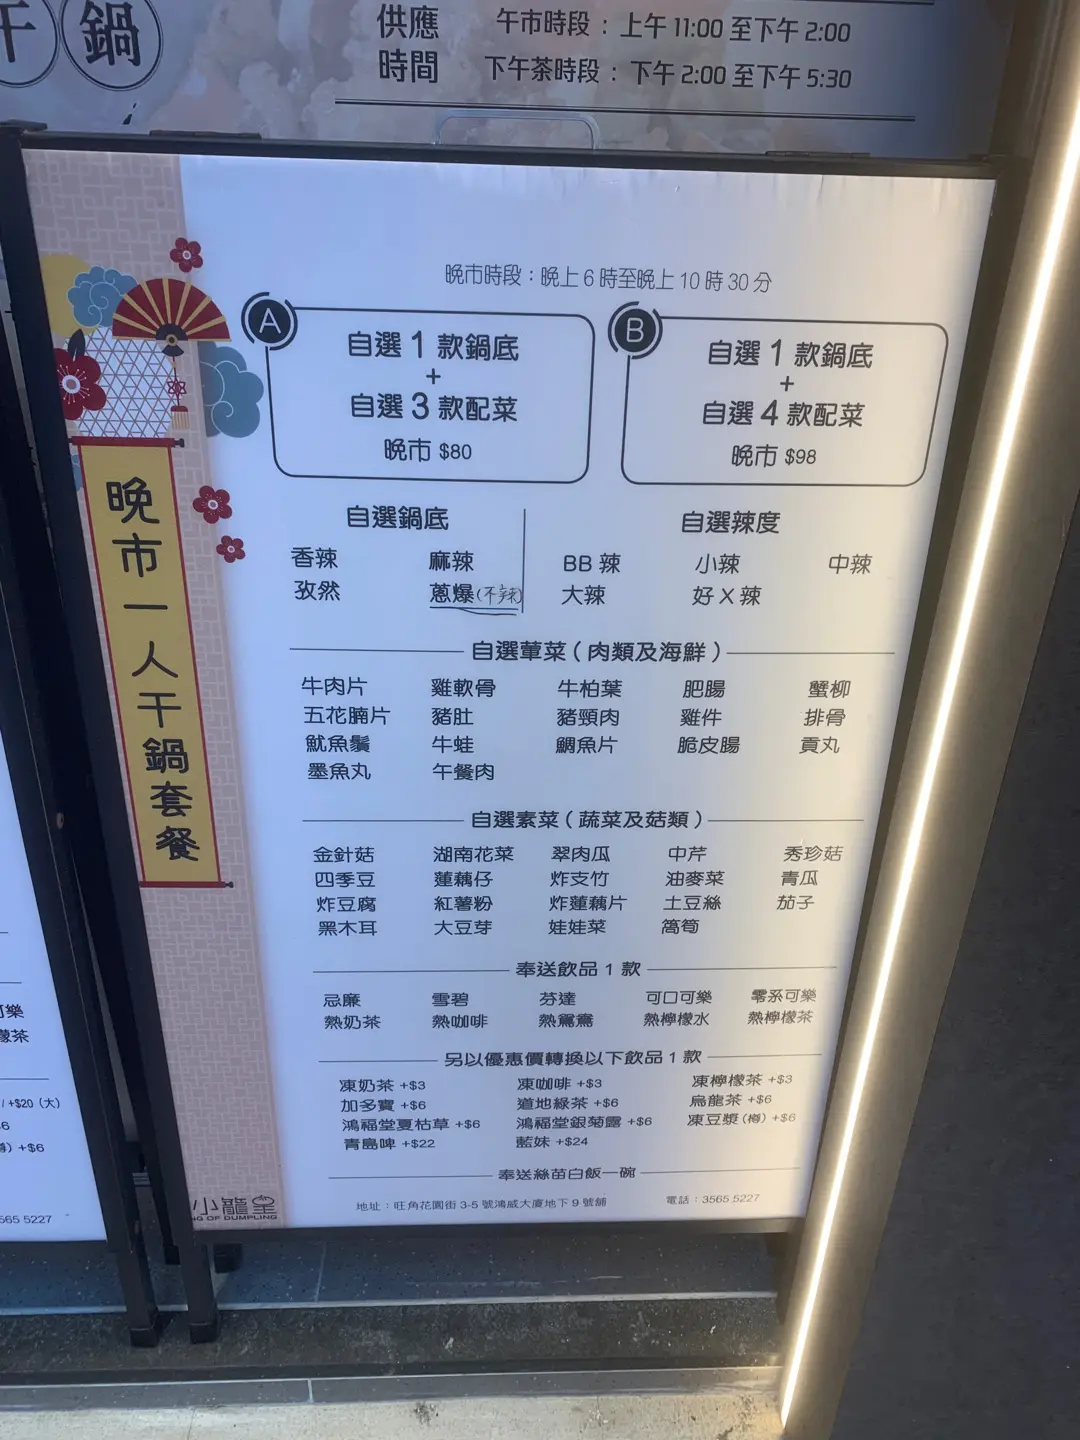 鍋
供應
時間
午市時段：上午 11:00 至下午 2:00
下午茶時段：下午 2:00 至下午 5:30
晚市時段：晚上 6 時至晚上 10 時 30 分
A
自選 1 款鍋底
+
自選 3 款配菜
晚市 $80
B
自選 1 款鍋底
+
自選 4 款配菜
晚市 $98
晚市一人干鍋套餐
自選鍋底
香辣 麻辣
孜然 蔥爆(不辣)
自選辣度
BB 辣 小辣 中辣
大辣 好 X 辣
自選葷菜（肉類及海鮮）
牛肉片 雞軟骨 牛柏葉 肥腸 蟹柳
五花腩片 豬肚 豬頸肉 雞件 排骨
魷魚鬚 牛蛙 鯛魚片 脆皮腸 貢丸
墨魚丸 午餐肉
自選素菜（蔬菜及菇類）
金針菇 湖南花菜 翠肉瓜 中芹 秀珍菇
四季豆 蓮藕仔 炸支竹 油麥菜 青瓜
炸豆腐 紅薯粉 炸蓮藕片 土豆絲 茄子
黑木耳 大豆芽 娃娃菜 萵筍
奉送飲品 1 款
忌廉 雪碧 芬達 可口可樂 零系可樂
熱奶茶 熱咖啡 熱鴛鴦 熱檸檬水 熱檸檬茶
另以優惠價轉換以下飲品 1 款
凍奶茶 +$3 凍咖啡 +$3 凍檸檬茶 +$3
加多寶 +$6 道地綠茶 +$6 烏龍茶 +$6
鴻福堂夏枯草 +$6 鴻福堂銀菊露 +$6 凍豆漿 (樽) +$6
青島啤 +$22 藍妹 +$24
奉送絲苗白飯一碗
地址：旺角花園街 3-5 號鴻威大廈地下 9 號舖
電話：3565 5227
小籠皇
NG OF DUMPLING
可樂
檬茶
/ +$20 (大)
) +$6
565 5227